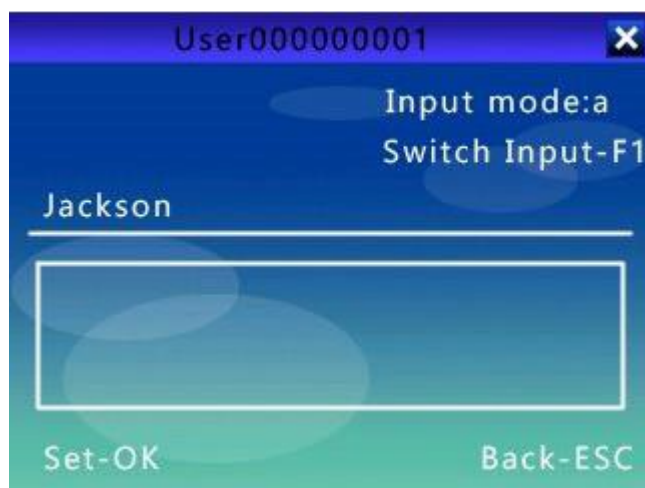 User000000001
Input mode:a
Switch Input-F1
Jackson
Set-OK Back-ESC